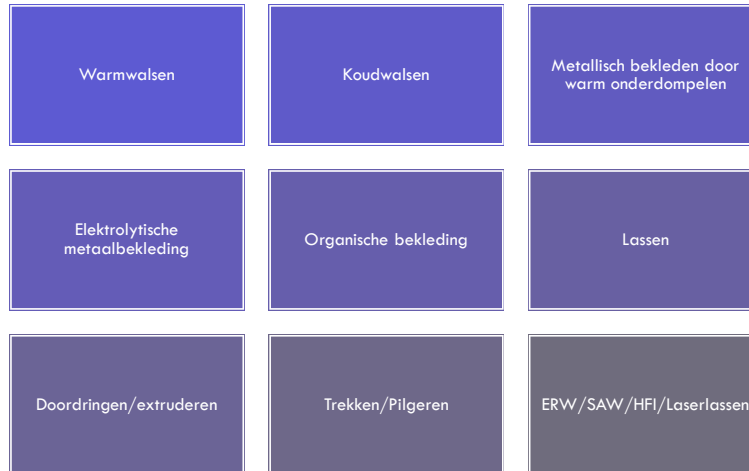 Warmwalsen
Koudwalsen
Metallisch bekleden door
warm onderdompelen
Elektrolytische
metaalbekleding
Organische bekleding
Lassen
Doordringen/extruderen
Trekken/Pilgeren
ERW/SAW/HFI/Laserlassen